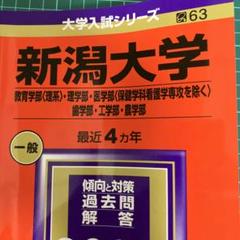 大学入試シリーズ
63
新潟大学
教育学部〈理系〉・理学部・医学部〈保健学科看護学専攻を除く〉
歯学部・工学部・農学部
最近4カ年
一般
傾向と対策
過去問
解答